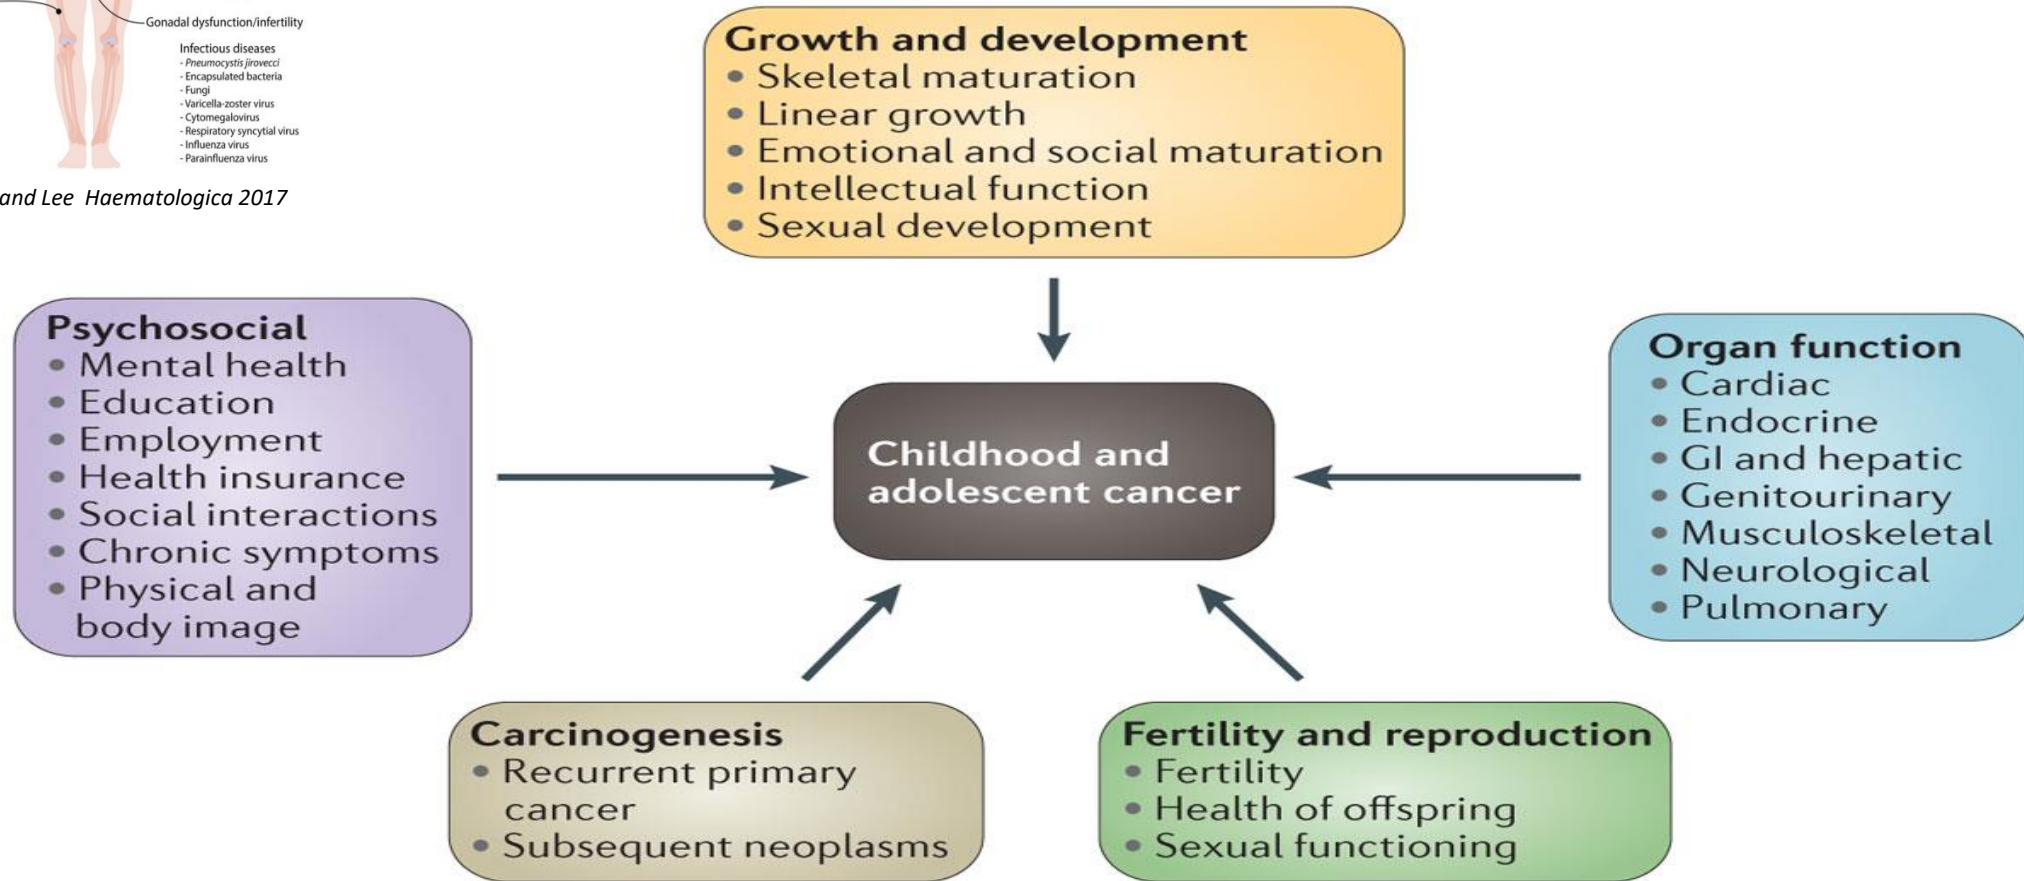 Gonadal dysfunction/infertility
Infectious diseases
- Pneumocystis jirovecci
- Encapsulated bacteria
- Fungi
- Varicella-zoster virus
- Cytomegalovirus
- Respiratory syncytial virus
- Influenza virus
- Parainfluenza virus
and Lee Haematologica 2017
Growth and development
• Skeletal maturation
• Linear growth
• Emotional and social maturation
• Intellectual function
• Sexual development
Psychosocial
• Mental health
• Education
• Employment
• Health insurance
• Social interactions
• Chronic symptoms
• Physical and
body image
Childhood and
adolescent cancer
Organ function
• Cardiac
• Endocrine
• GI and hepatic
• Genitourinary
• Musculoskeletal
• Neurological
• Pulmonary
Carcinogenesis
• Recurrent primary
cancer
• Subsequent neoplasms
Fertility and reproduction
• Fertility
• Health of offspring
• Sexual functioning